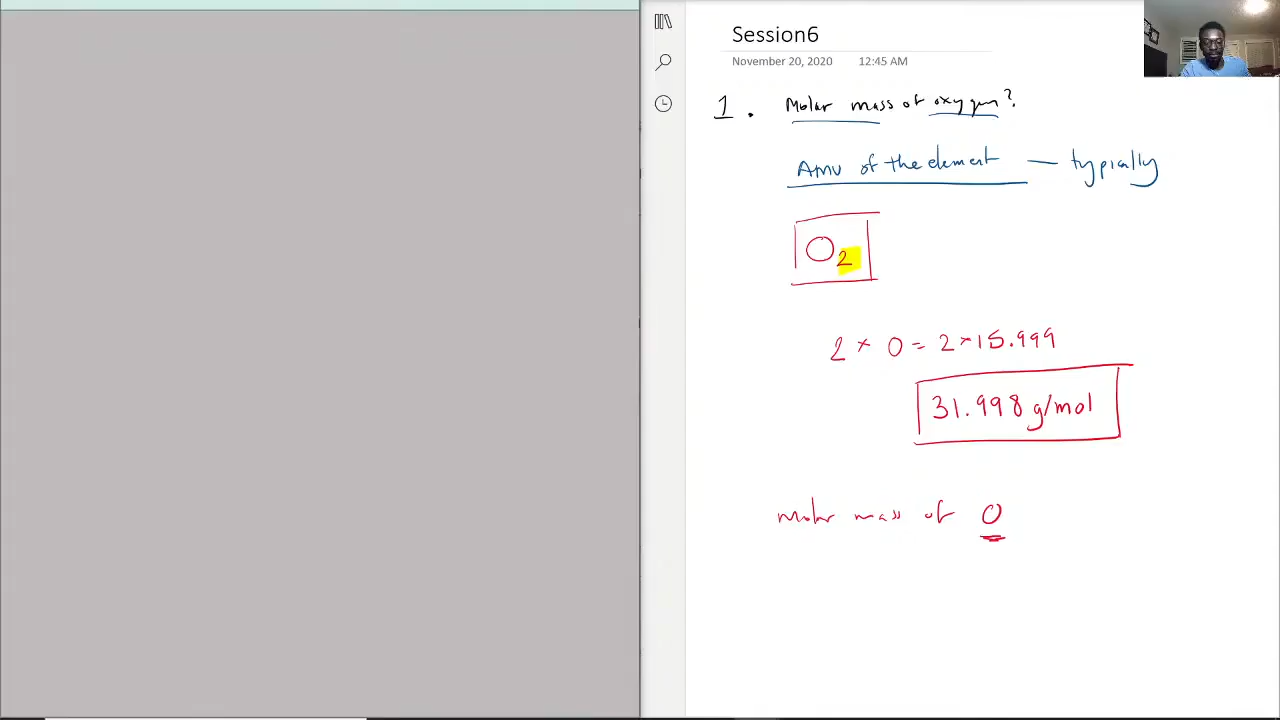 Session6
November 20, 2020 12:45 AM
1. Molar mass of oxygen?
AMU of the element — typically
O2
2 × O = 2 × 15.999
31.998 g/mol
molar mass of O